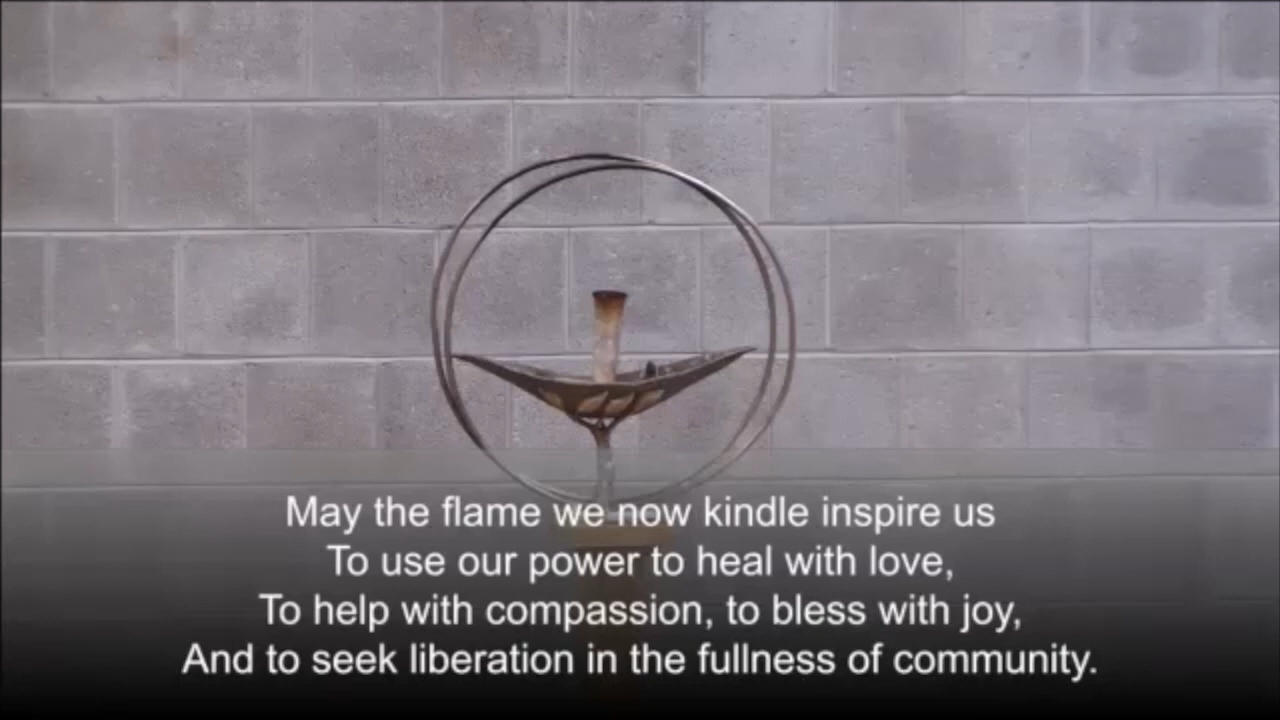 May the flame we now kindle inspire us
To use our power to heal with love,
To help with compassion, to bless with joy,
And to seek liberation in the fullness of community.